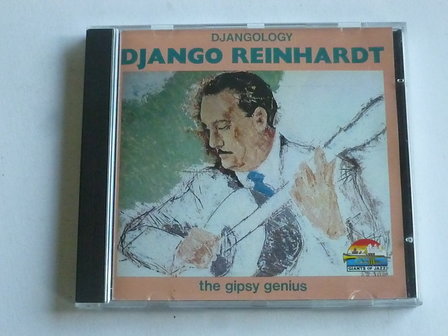 DJANGOLOGY
DJANGO REINHARDT
the gipsy genius
GIANTS OF JAZZ